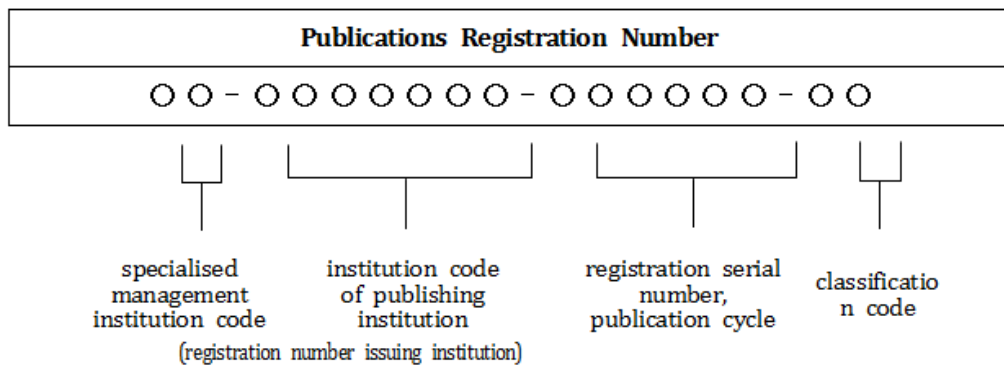 Publications Registration Number
○○-○○○○○○○-○○○○○○-○○
specialised management institution code
institution code of publishing institution
(registration number issuing institution)
registration serial number, publication cycle
classificatio
n code